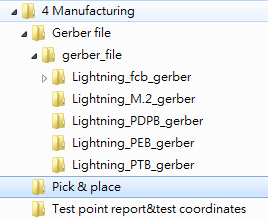 4 Manufacturing
Gerber file
gerber_file
Lightning_fcb_gerber
Lightning_M.2_gerber
Lightning_PDPB_gerber
Lightning_PEB_gerber
Lightning_PTB_gerber
Pick & place
Test point report&test coordinates